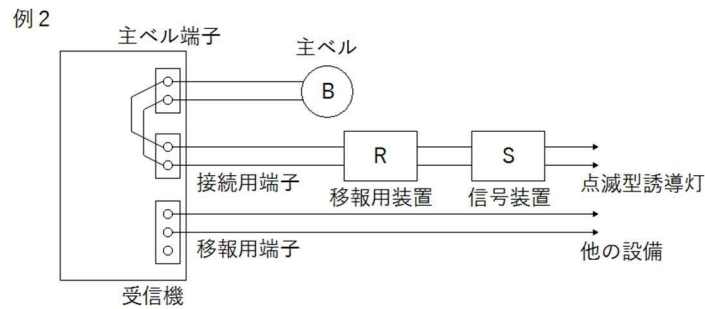 例２
主ベル端子
主ベル
B
R
S
接続用端子
移報用装置
信号装置
点滅型誘導灯
移報用端子
他の設備
受信機